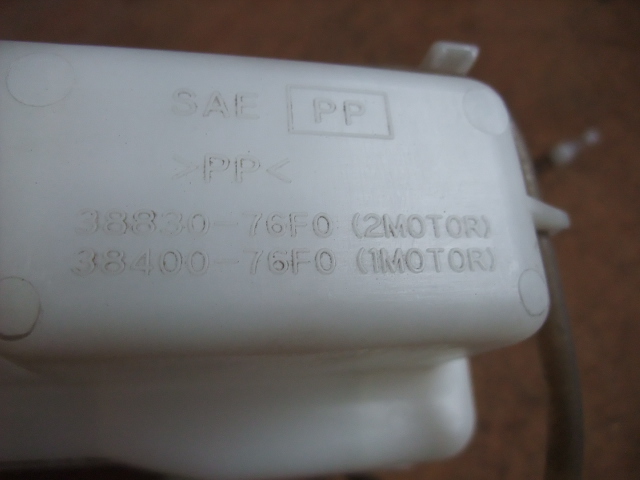 SAE PP
>PP<
38830-76F0 (2MOTOR)
38400-76F0 (1MOTOR)